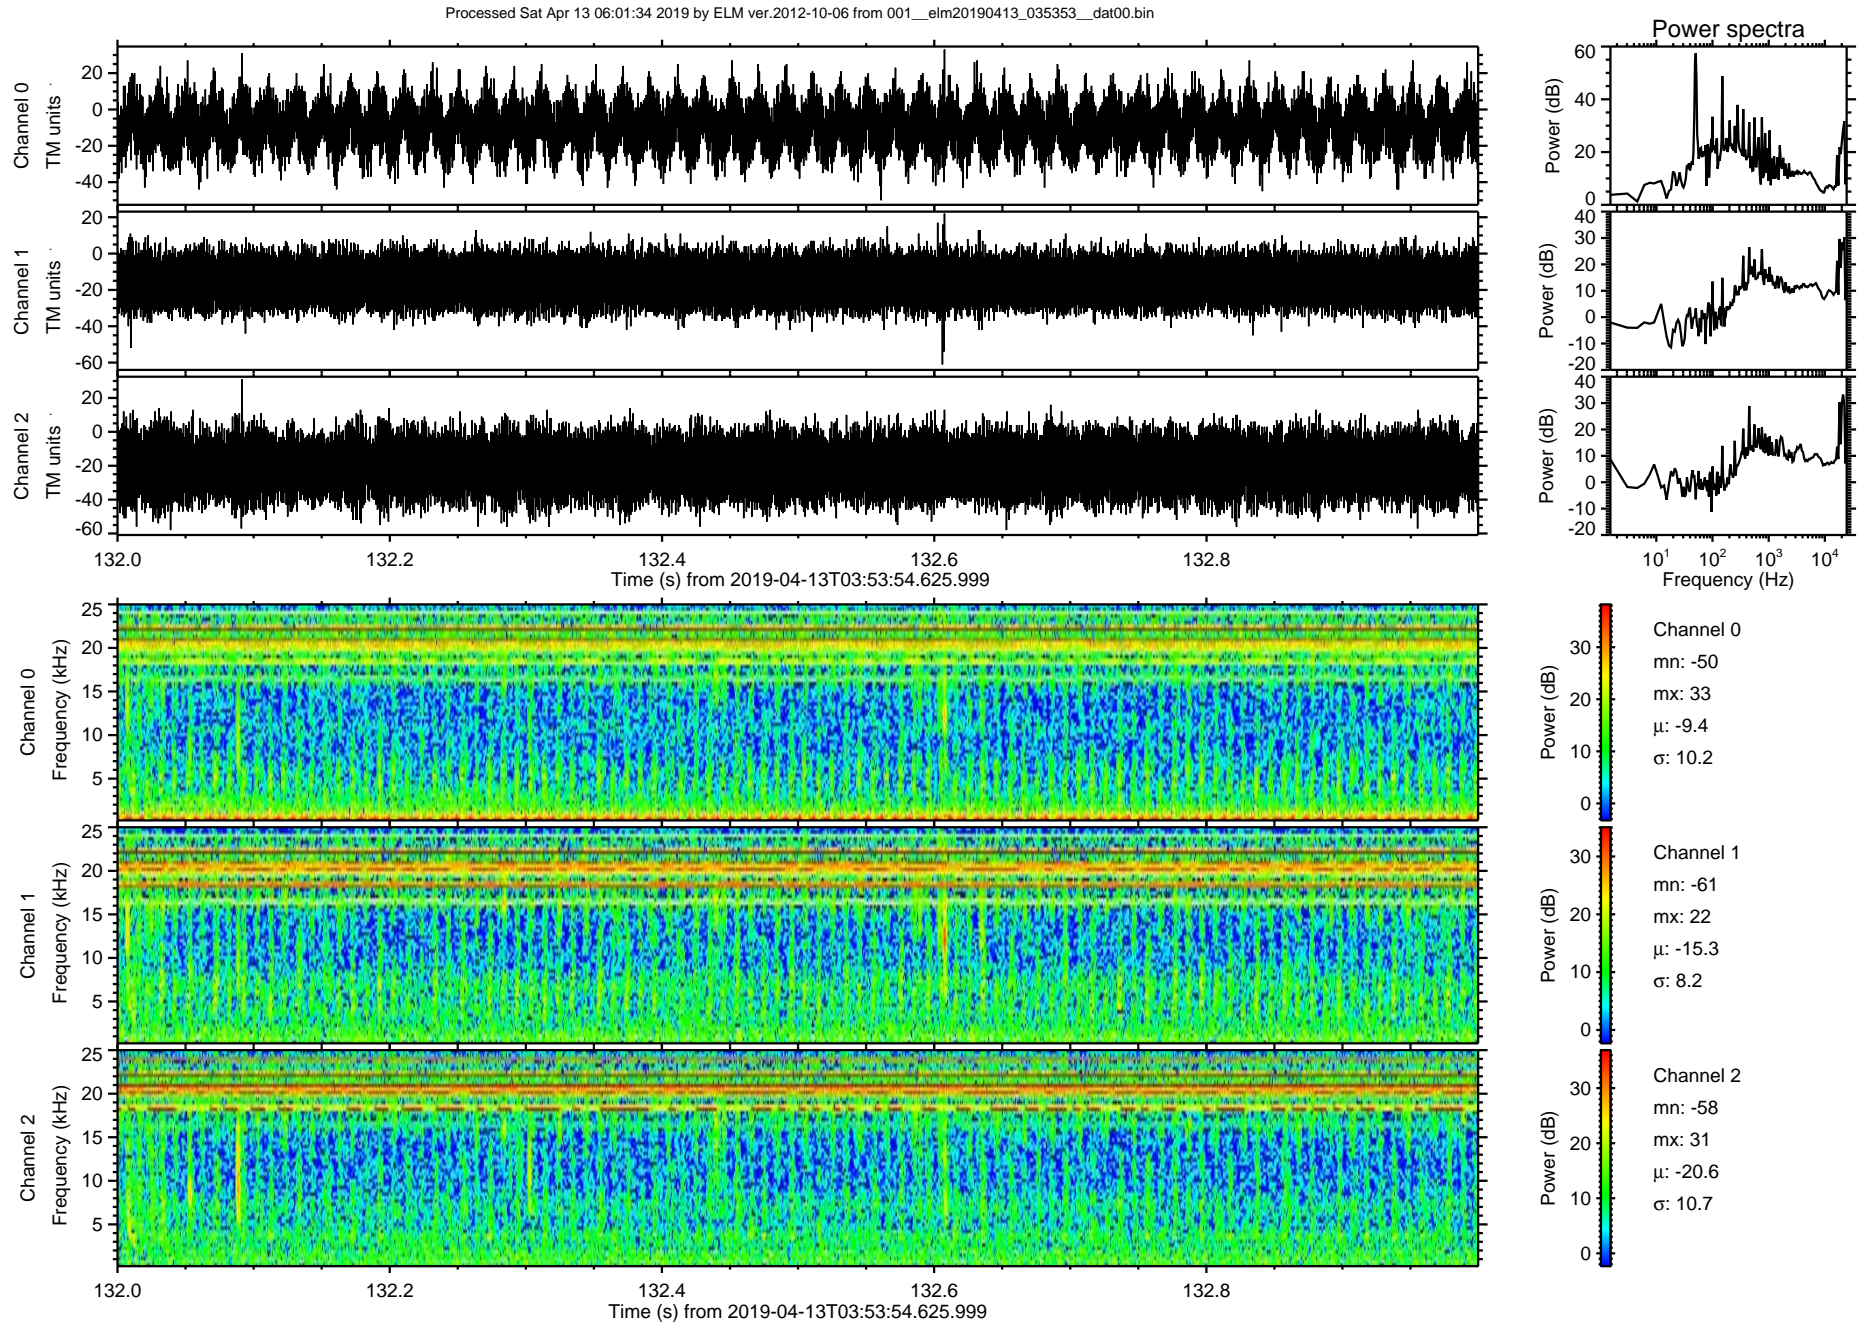 Processed Sat Apr 13 06:01:34 2019 by ELM ver.2012-10-06 from 001__elm20190413_035353__dat00.bin
Power spectra
Channel 0
TM units
20
0
-20
-40
Power (dB)
60
40
20
0
Channel 1
TM units
20
0
-20
-40
-60
Power (dB)
40
30
20
10
0
-10
-20
Channel 2
TM units
20
0
-20
-40
-60
Power (dB)
40
30
20
10
0
-10
-20
132.0 132.2 132.4 132.6 132.8
Time (s) from 2019-04-13T03:53:54.625.999
10¹ 10² 10³ 10⁴
Frequency (Hz)
Channel 0
Frequency (kHz)
25
20
15
10
5
Power (dB)
30
20
10
0
Channel 0
mn: -50
mx: 33
μ: -9.4
σ: 10.2
Channel 1
Frequency (kHz)
25
20
15
10
5
Power (dB)
30
20
10
0
Channel 1
mn: -61
mx: 22
μ: -15.3
σ: 8.2
Channel 2
Frequency (kHz)
25
20
15
10
5
Power (dB)
30
20
10
0
Channel 2
mn: -58
mx: 31
μ: -20.6
σ: 10.7
132.0 132.2 132.4 132.6 132.8
Time (s) from 2019-04-13T03:53:54.625.999